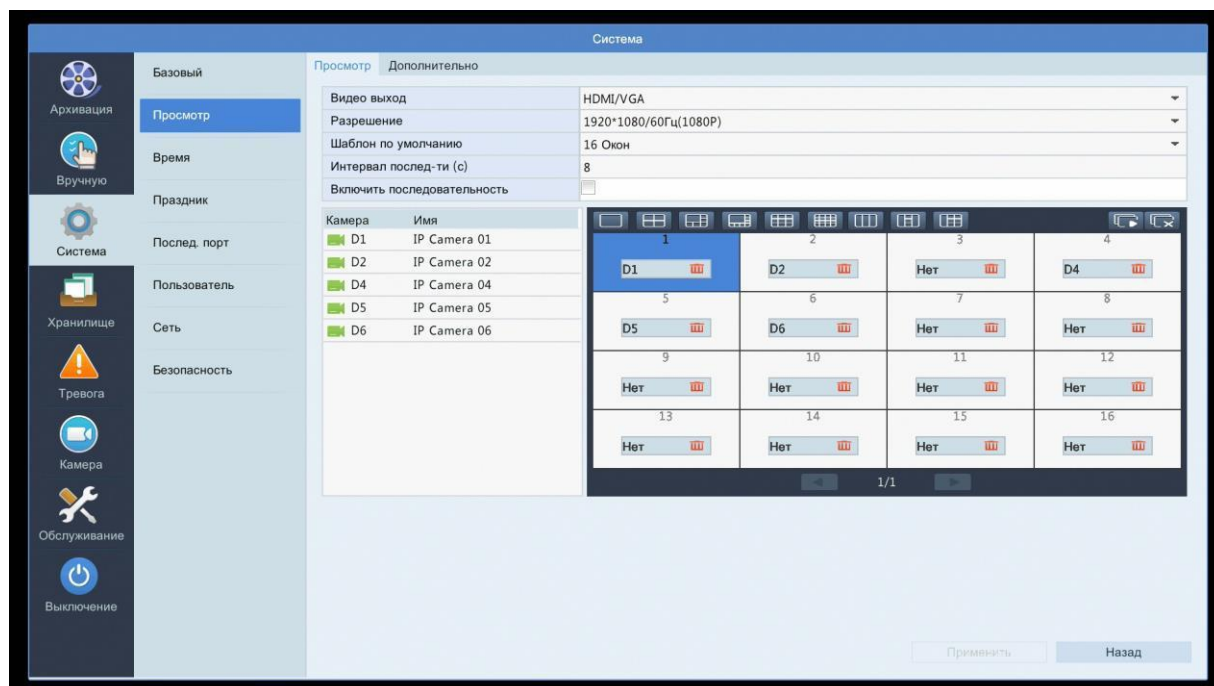 Система
Архивация
Вручную
Система
Хранилище
Тревога
Камера
Обслуживание
Выключение
Базовый
Просмотр
Время
Праздник
Послед. порт
Пользователь
Сеть
Безопасность
Просмотр Дополнительно
Видео выход HDMI/VGA
Разрешение 1920*1080/60Гц(1080P)
Шаблон по умолчанию 16 Окон
Интервал послед-ти (с) 8
Включить последовательность
Камера Имя
D1 IP Camera 01
D2 IP Camera 02
D4 IP Camera 04
D5 IP Camera 05
D6 IP Camera 06
1 2 3 4
D1 D2 Нет D4
5 6 7 8
D5 D6 Нет Нет
9 10 11 12
Нет Нет Нет Нет
13 14 15 16
Нет Нет Нет Нет
1/1
Применить Назад